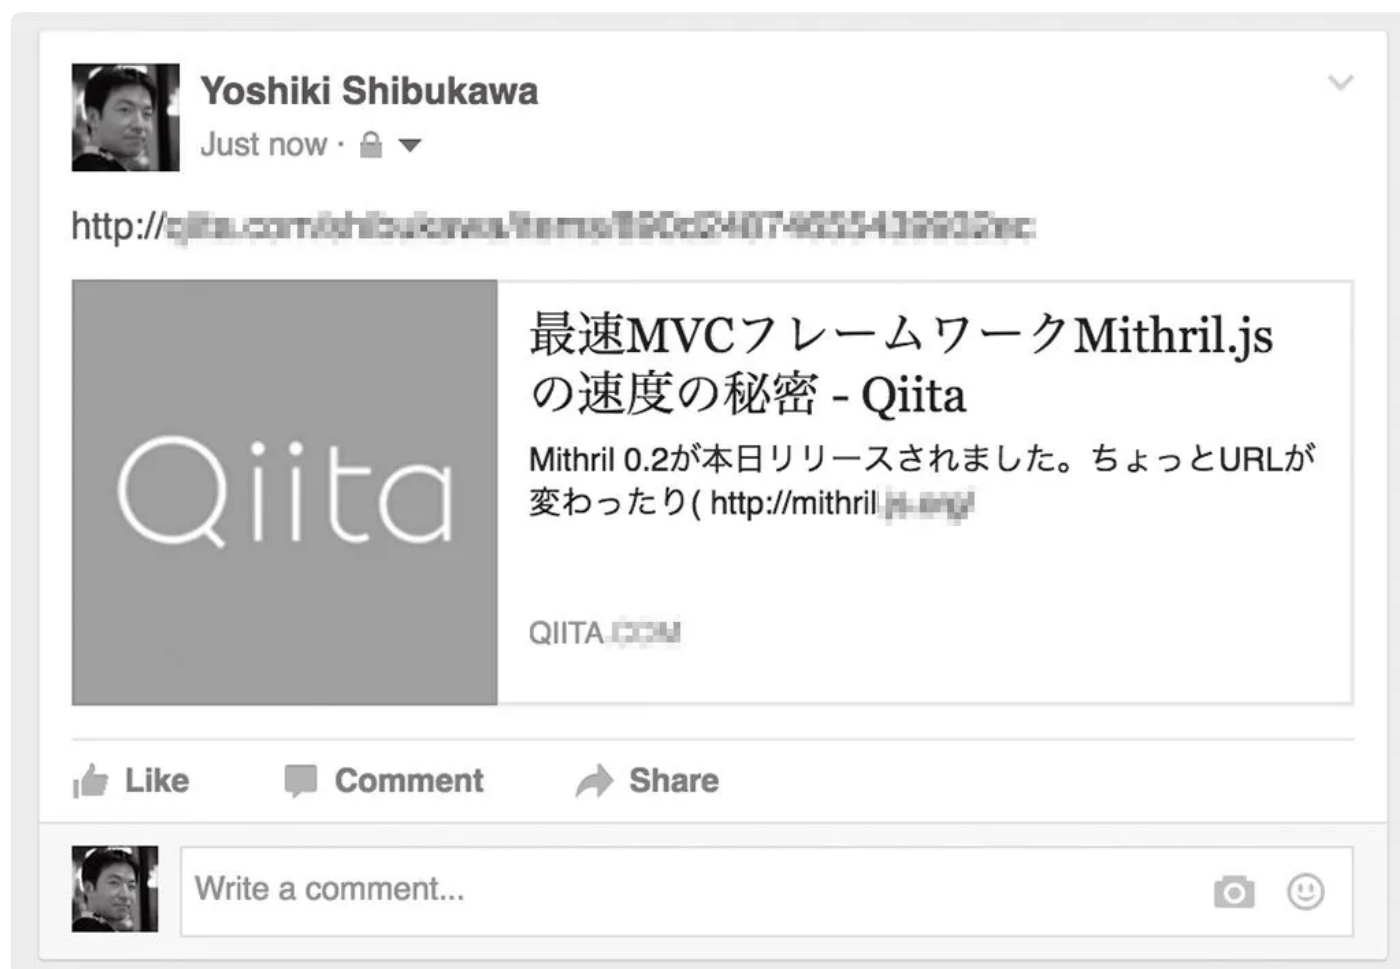 Yoshiki Shibukawa
Just now ·
http://
Qiita
最速MVCフレームワークMithril.js
の速度の秘密 - Qiita
Mithril 0.2が本日リリースされました。ちょっとURLが
変わったり( http://mithril
QIITA
Like Comment Share
Write a comment...